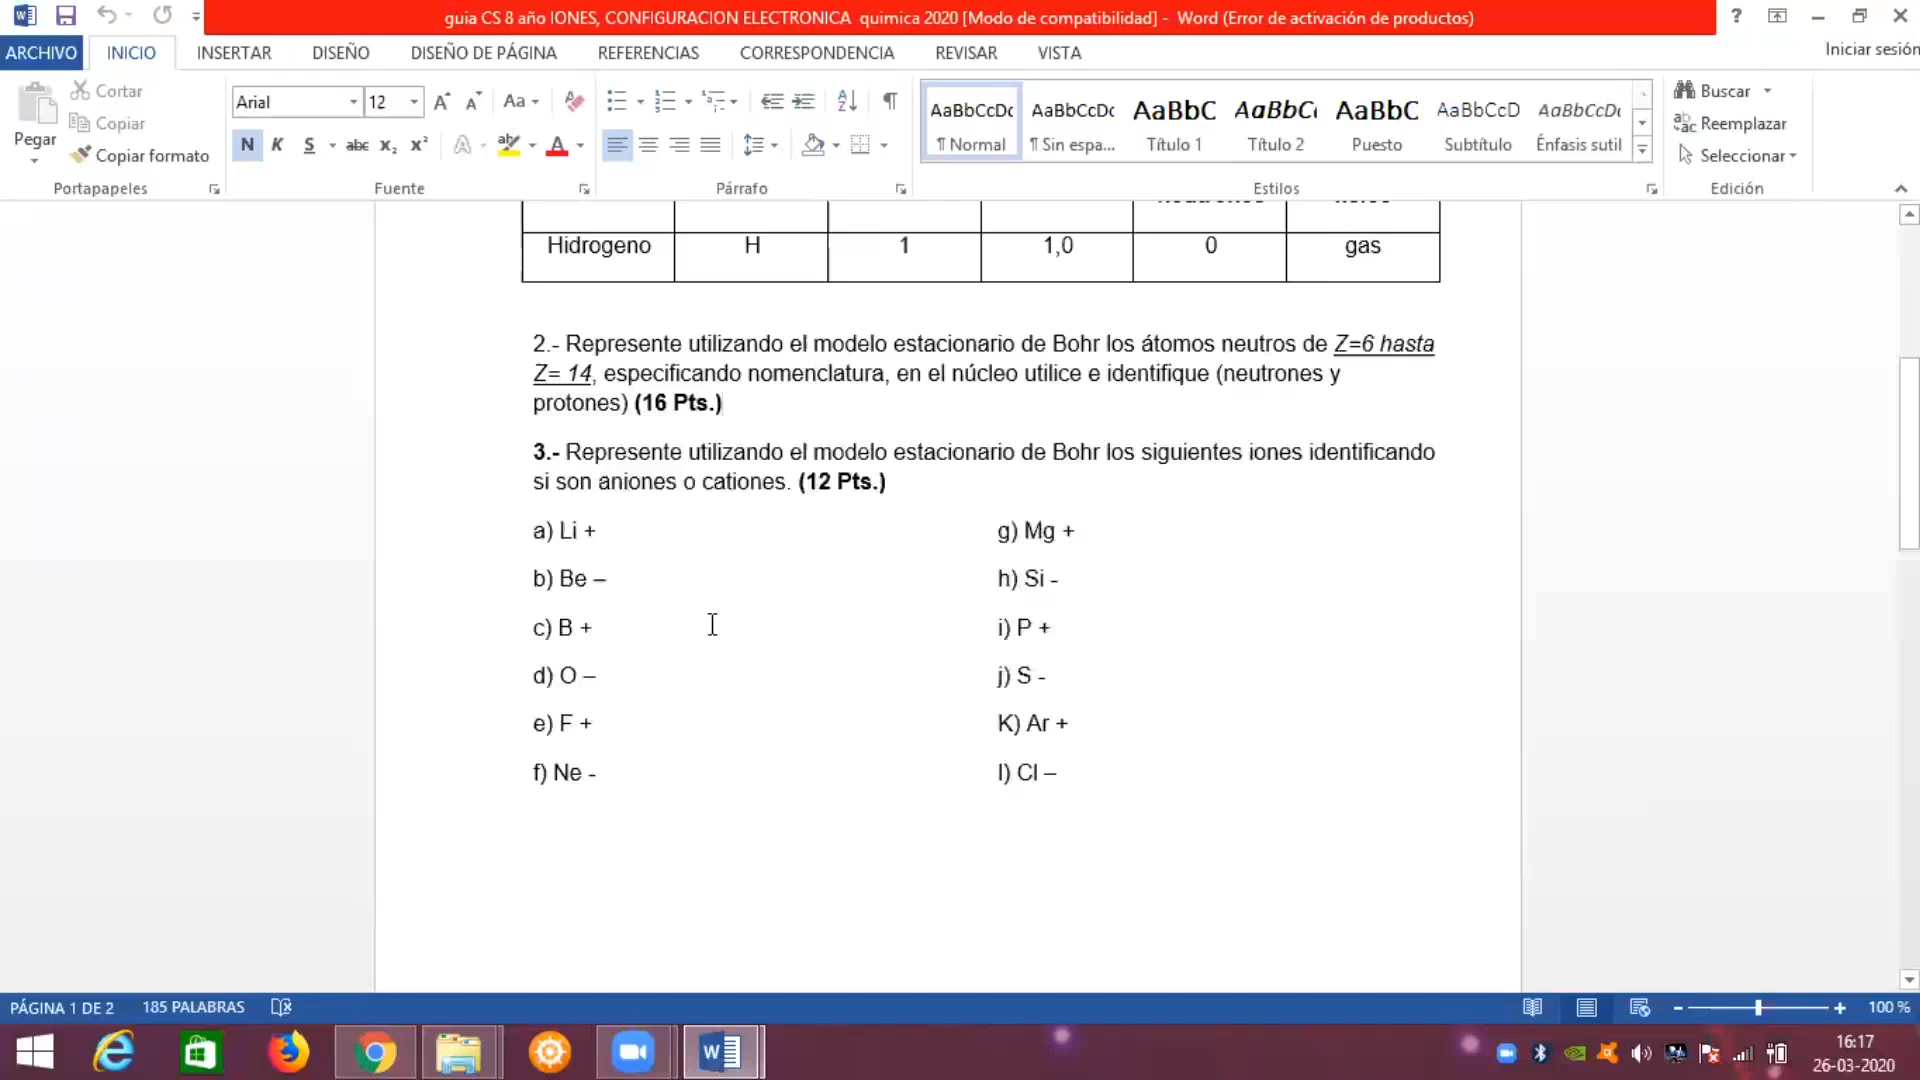 guia CS 8 año IONES, CONFIGURACION ELECTRONICA quimica 2020 [Modo de compatibilidad] - Word (Error de activación de productos)
ARCHIVO INICIO INSERTAR DISEÑO DISEÑO DE PÁGINA REFERENCIAS CORRESPONDENCIA REVISAR VISTA Iniciar sesión
Pegar
Cortar
Copiar
Copiar formato
Portapapeles
Arial 12
Fuente
Párrafo
AaBbCcDc AaBbCcDc AaBbC AaBbC AaBbC AaBbCcD AaBbCcDc
¶ Normal ¶ Sin espa... Título 1 Título 2 Puesto Subtítulo Énfasis sutil
Estilos
Buscar
Reemplazar
Seleccionar
Edición
Hidrogeno H 1 1,0 0 gas
2.- Represente utilizando el modelo estacionario de Bohr los átomos neutros de Z=6 hasta
Z= 14, especificando nomenclatura, en el núcleo utilice e identifique (neutrones y
protones) (16 Pts.)
3.- Represente utilizando el modelo estacionario de Bohr los siguientes iones identificando
si son aniones o cationes. (12 Pts.)
a) Li + g) Mg +
b) Be – h) Si -
c) B + i) P +
d) O – j) S -
e) F + K) Ar +
f) Ne - l) Cl –
PÁGINA 1 DE 2 185 PALABRAS 100 %
16:17
26-03-2020